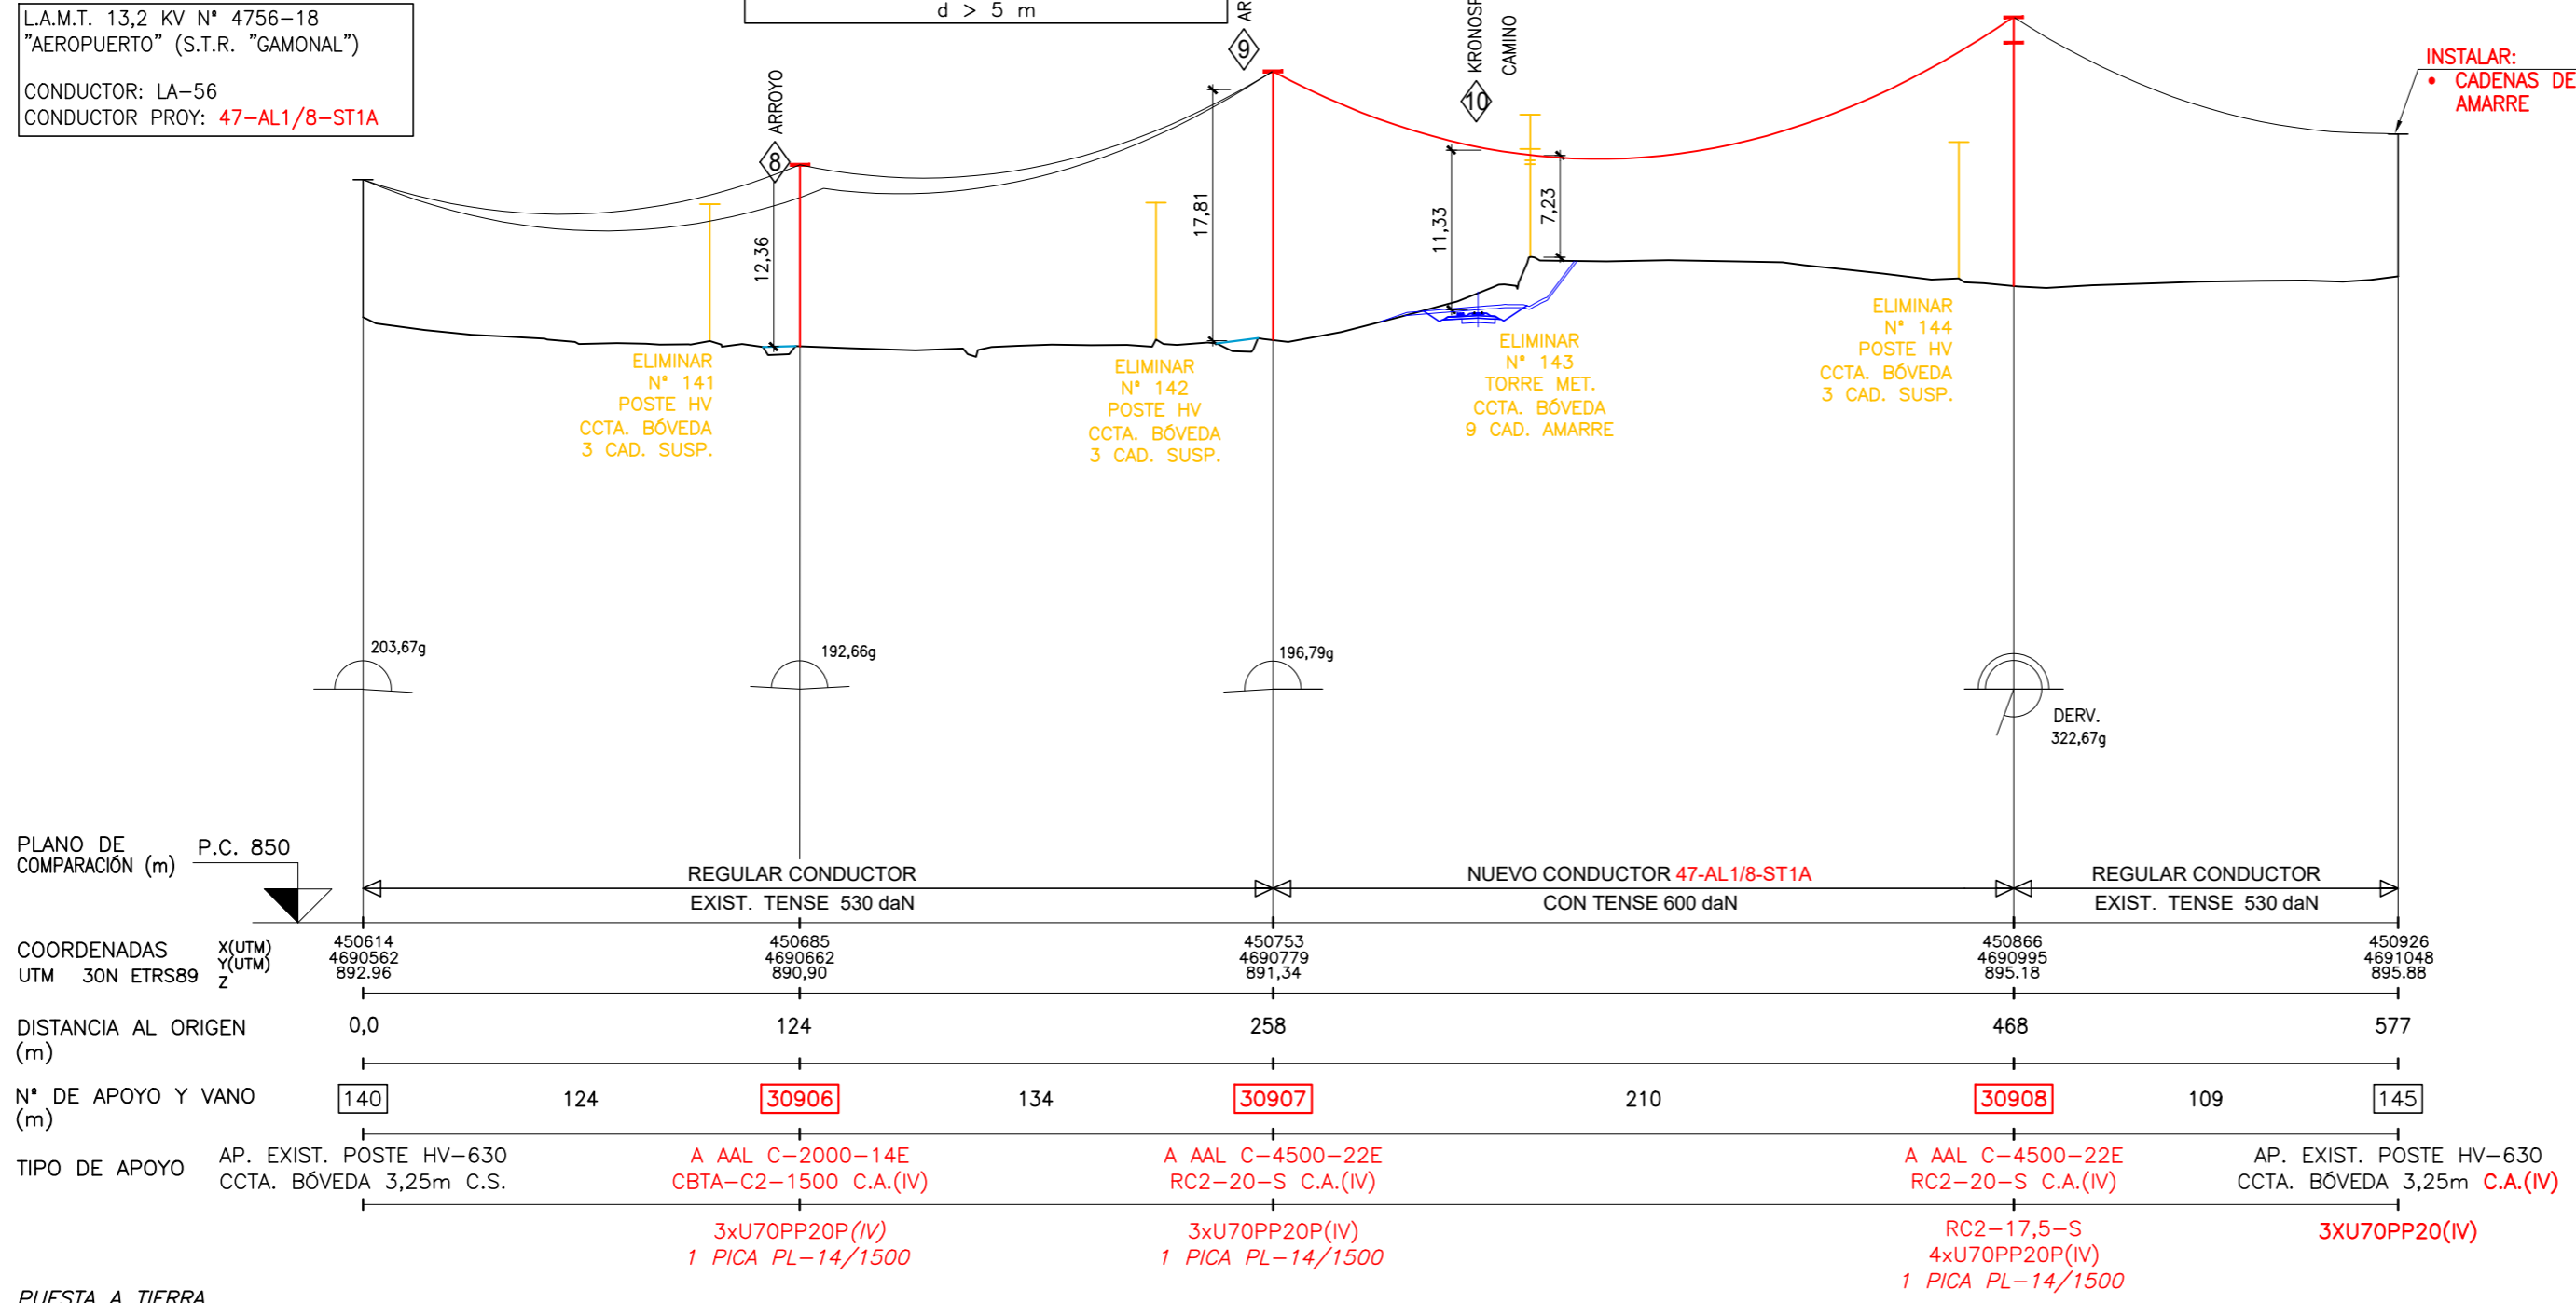 L.A.M.T. 13,2 KV Nº 4756-18
"AEROPUERTO" (S.T.R. "GAMONAL")
CONDUCTOR: LA-56
CONDUCTOR PROY: 47-AL1/8-ST1A
d > 5 m
8
ARROYO
9
10
CAMINO
INSTALAR:
• CADENAS DE
AMARRE
12,36
17,81
11,33
7,23
ELIMINAR
Nº 141
POSTE HV
CCTA. BÓVEDA
3 CAD. SUSP.
ELIMINAR
Nº 142
POSTE HV
CCTA. BÓVEDA
3 CAD. SUSP.
ELIMINAR
Nº 143
TORRE MET.
CCTA. BÓVEDA
9 CAD. AMARRE
ELIMINAR
Nº 144
POSTE HV
CCTA. BÓVEDA
3 CAD. SUSP.
203,67g
192,66g
196,79g
DERV.
322,67g
PLANO DE
COMPARACIÓN (m)
P.C. 850
REGULAR CONDUCTOR
EXIST. TENSE 530 daN
NUEVO CONDUCTOR 47-AL1/8-ST1A
CON TENSE 600 daN
REGULAR CONDUCTOR
EXIST. TENSE 530 daN
COORDENADAS
UTM 30N ETRS89
X(UTM)
Y(UTM)
Z
450614
4690562
892.96
450685
4690662
890,90
450753
4690779
891,34
450866
4690995
895.18
450926
4691048
895.88
DISTANCIA AL ORIGEN
(m)
0,0 124 258 468 577
Nº DE APOYO Y VANO
(m)
140 124 30906 134 30907 210 30908 109 145
TIPO DE APOYO
AP. EXIST. POSTE HV-630
CCTA. BÓVEDA 3,25m C.S.
A AAL C-2000-14E
CBTA-C2-1500 C.A.(IV)
A AAL C-4500-22E
RC2-20-S C.A.(IV)
A AAL C-4500-22E
RC2-20-S C.A.(IV)
AP. EXIST. POSTE HV-630
CCTA. BÓVEDA 3,25m C.A.(IV)
3xU70PP20P(IV)
1 PICA PL-14/1500
3xU70PP20P(IV)
1 PICA PL-14/1500
RC2-17,5-S
4xU70PP20P(IV)
1 PICA PL-14/1500
3XU70PP20(IV)
PUESTA A TIERRA